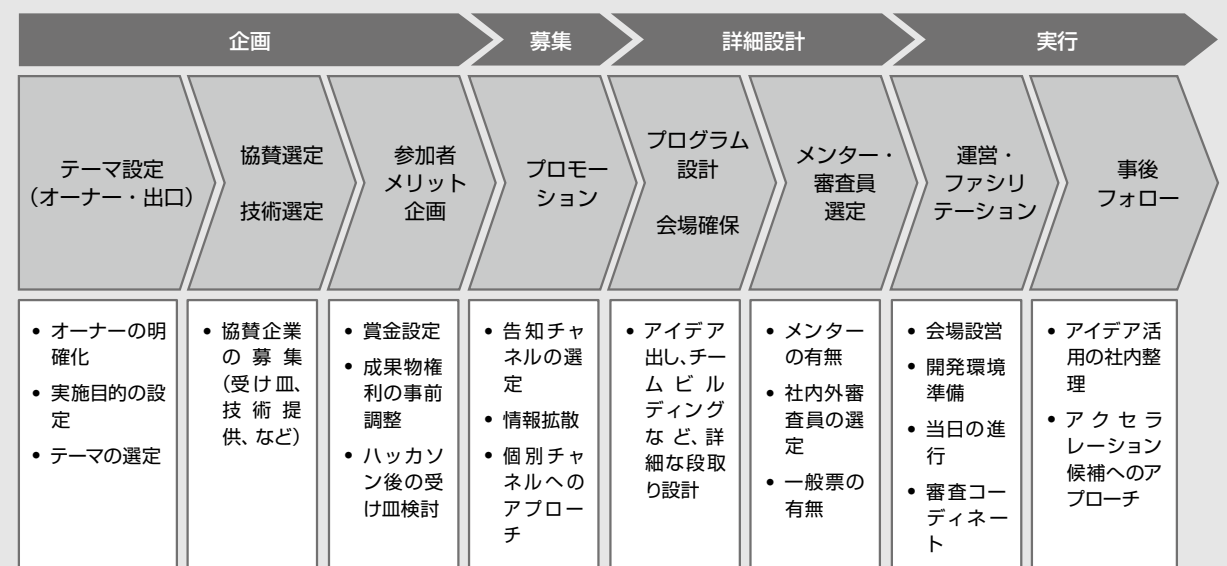 企画
募集
詳細設計
実行
テーマ設定
（オーナー・出口）
協賛選定
技術選定
参加者
メリット
企画
プロモー
ション
プログラム
設計
会場確保
メンター・
審査員
選定
運営・
ファシリ
テーション
事後
フォロー
• オーナーの明
確化
• 実施目的の設
定
• テーマの選定
• 協賛企業
の募集
（受け皿、
技術提
供、など）
• 賞金設定
• 成果物権
利の事前
調整
• ハッカソ
ン後の受
け皿検討
• 告知チャ
ネルの選
定
• 情報拡散
• 個別チャ
ネルへの
アプロー
チ
• アイデア
出し、チー
ムビル
ディング
など、詳
細な段取
り設計
• メンター
の有無
• 社内外審
査員の選
定
• 一般票の
有無
• 会場設営
• 開発環境
準備
• 当日の進
行
• 審査コー
ディネー
ト
• アイデア活
用の社内整
理
• アクセラ
レーション
候補へのア
プローチ